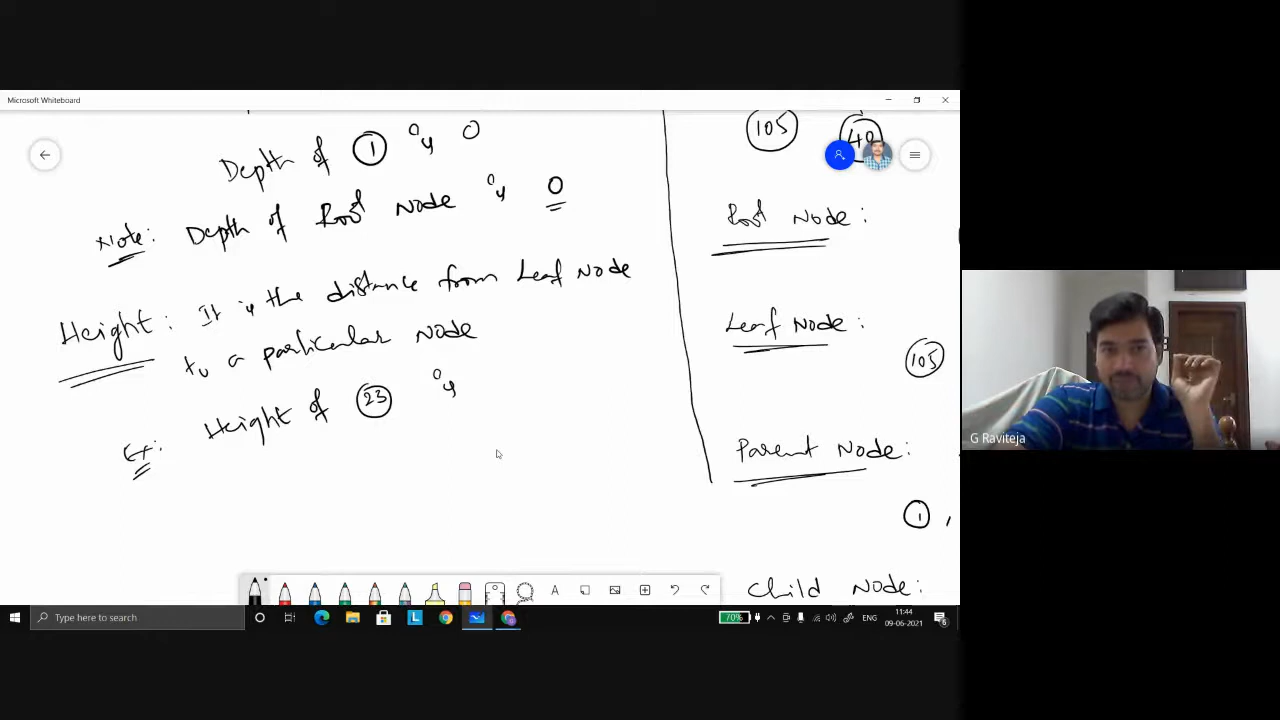 Microsoft Whiteboard
Depth of 1 is 0
Note: Depth of Root Node is 0
Height: It is the distance from Leaf Node
to a particular Node
Ex: Height of 23 is
105 40
Root Node:
Leaf Node:
105
Parent Node:
1,
Child Node:
G Raviteja
Type here to search
70%
ENG
11:44
09-06-2021